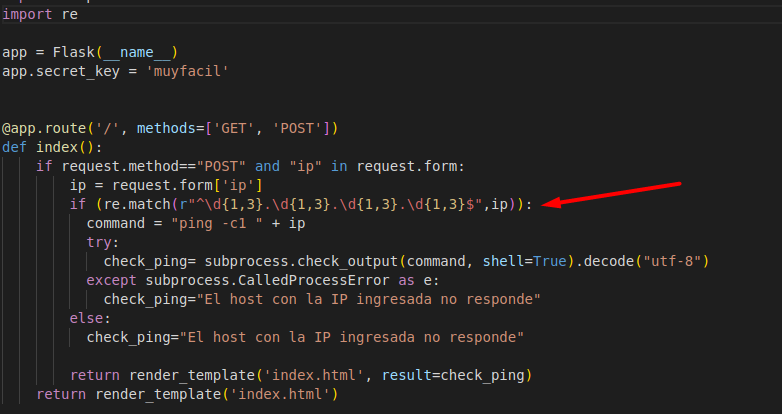 import re
app = Flask(__name__)
app.secret_key = 'muyfacil'
@app.route('/', methods=['GET', 'POST'])
def index():
if request.method=="POST" and "ip" in request.form:
ip = request.form['ip']
if (re.match(r"^\d{1,3}.\d{1,3}.\d{1,3}.\d{1,3}$",ip)):
command = "ping -c1 " + ip
try:
check_ping= subprocess.check_output(command, shell=True).decode("utf-8")
except subprocess.CalledProcessError as e:
check_ping="El host con la IP ingresada no responde"
else:
check_ping="El host con la IP ingresada no responde"
return render_template('index.html', result=check_ping)
return render_template('index.html')